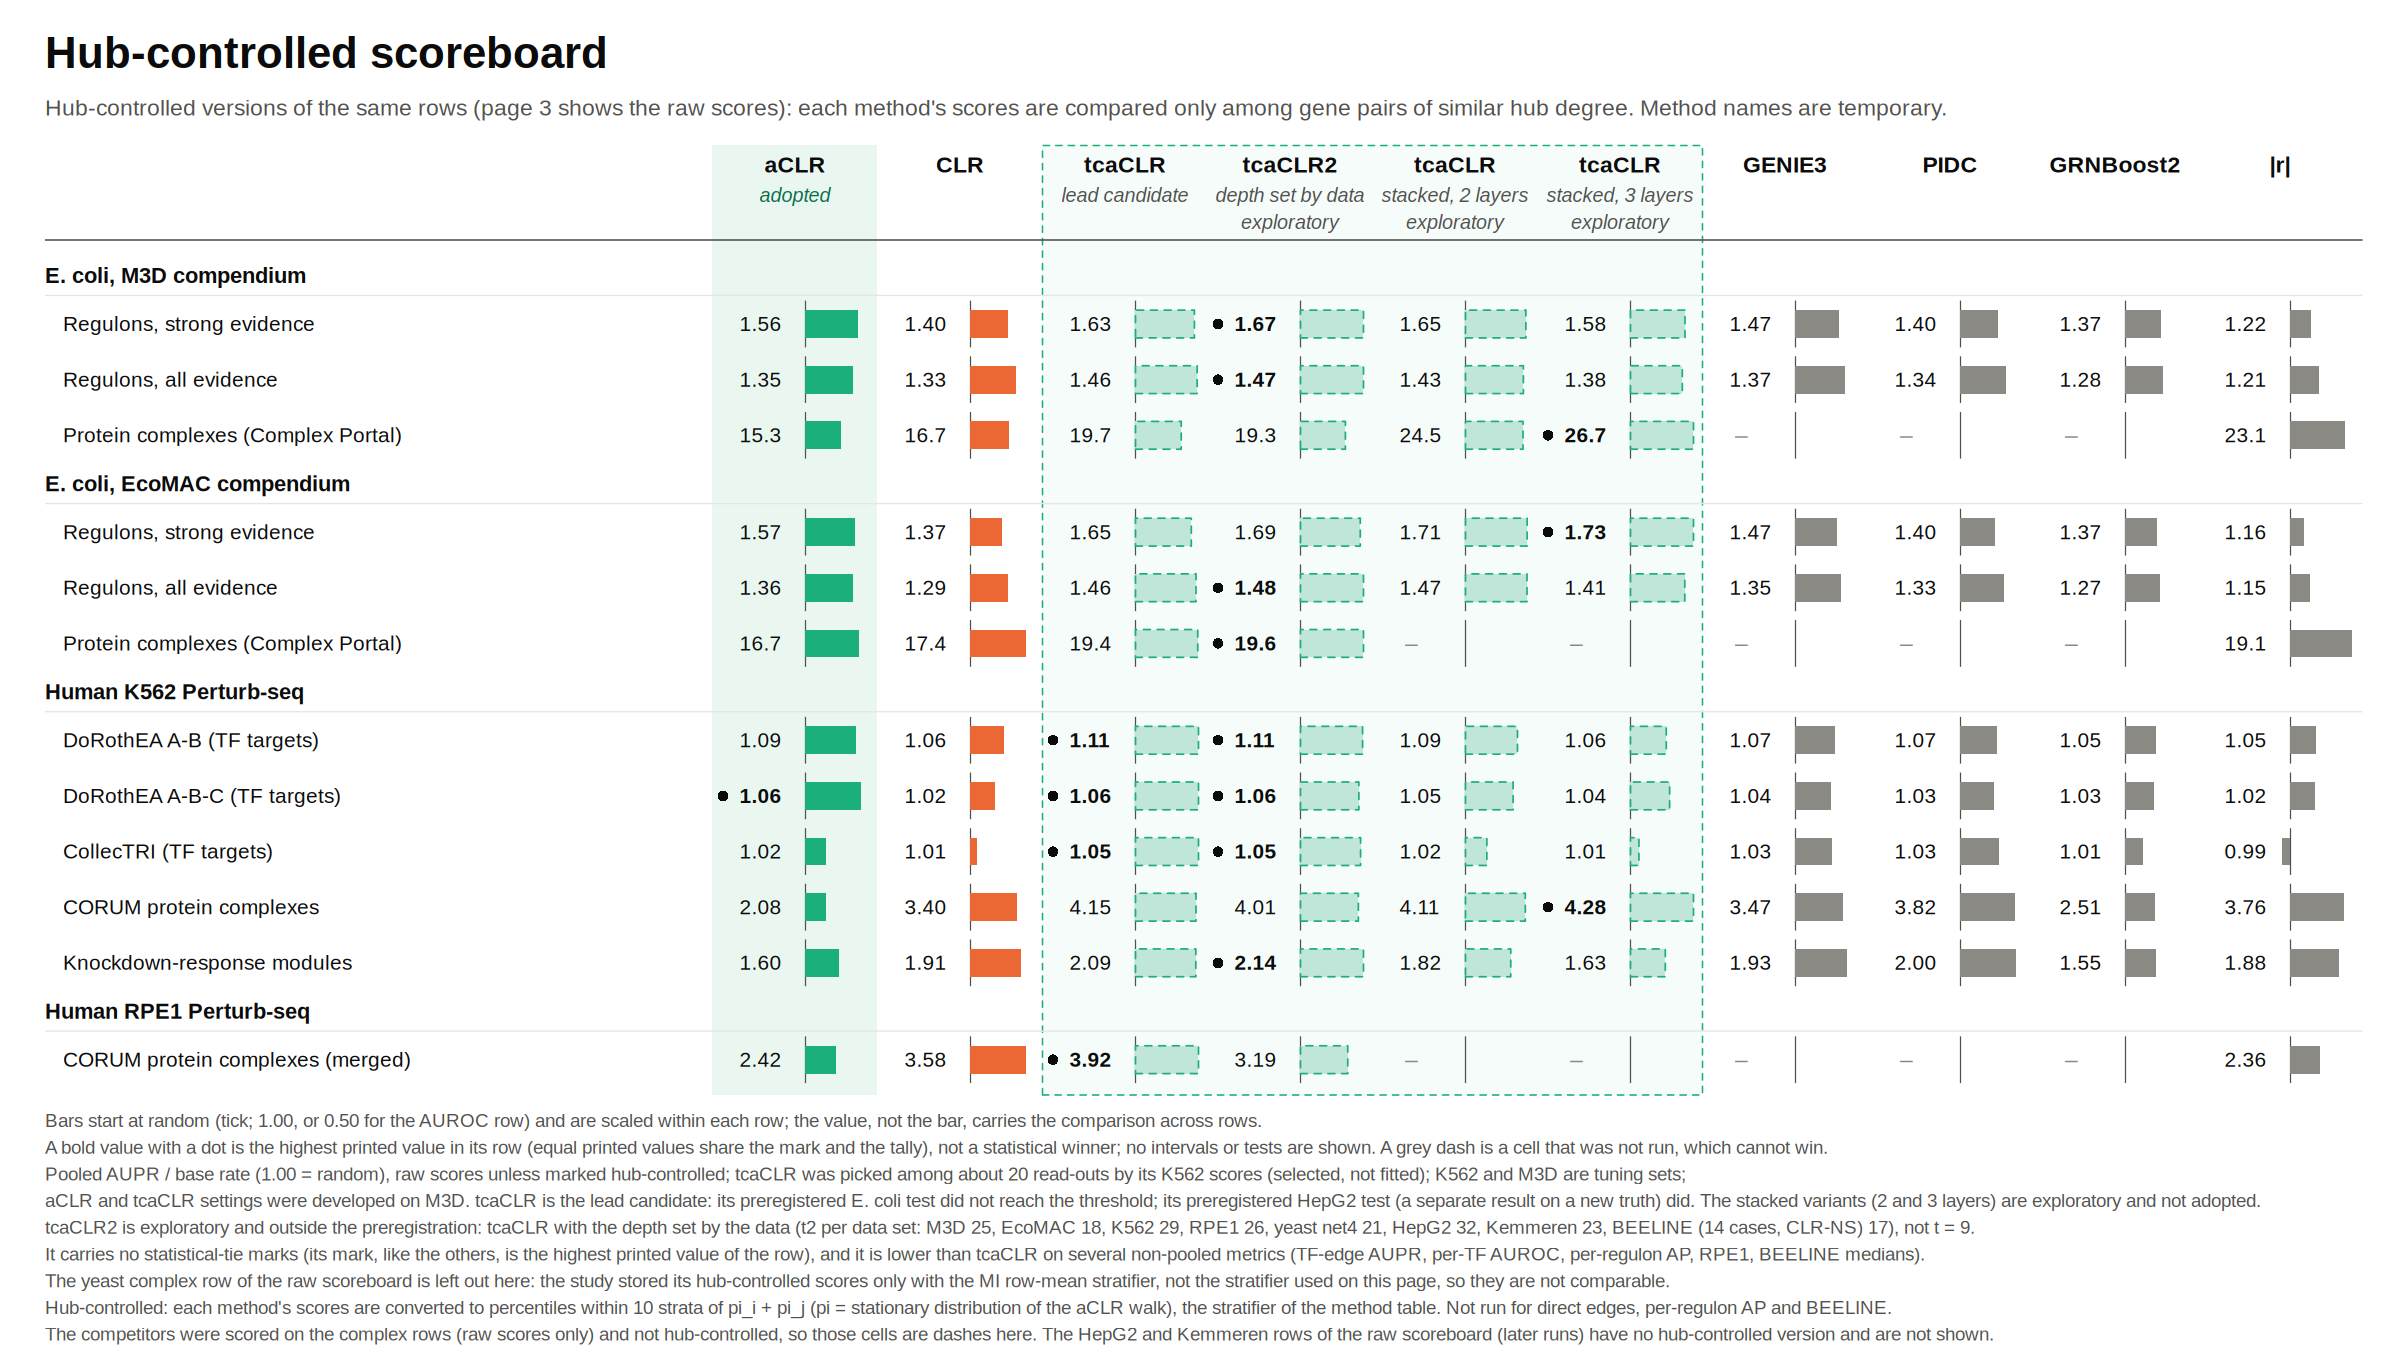 Hub-controlled scoreboard
Hub-controlled versions of the same rows (page 3 shows the raw scores): each method's scores are compared only among gene pairs of similar hub degree. Method names are temporary.
aCLR CLR tcaCLR tcaCLR2 tcaCLR tcaCLR GENIE3 PIDC GRNBoost2 |r|
adopted lead candidate depth set by data stacked, 2 layers stacked, 3 layers
exploratory exploratory exploratory
E. coli, M3D compendium
Regulons, strong evidence 1.56 1.40 1.63 • 1.67 1.65 1.58 1.47 1.40 1.37 1.22
Regulons, all evidence 1.35 1.33 1.46 • 1.47 1.43 1.38 1.37 1.34 1.28 1.21
Protein complexes (Complex Portal) 15.3 16.7 19.7 19.3 24.5 • 26.7 – – – 23.1
E. coli, EcoMAC compendium
Regulons, strong evidence 1.57 1.37 1.65 1.69 1.71 • 1.73 1.47 1.40 1.37 1.16
Regulons, all evidence 1.36 1.29 1.46 • 1.48 1.47 1.41 1.35 1.33 1.27 1.15
Protein complexes (Complex Portal) 16.7 17.4 19.4 • 19.6 – – – – – 19.1
Human K562 Perturb-seq
DoRothEA A-B (TF targets) 1.09 1.06 • 1.11 • 1.11 1.09 1.06 1.07 1.07 1.05 1.05
DoRothEA A-B-C (TF targets) • 1.06 1.02 • 1.06 • 1.06 1.05 1.04 1.04 1.03 1.03 1.02
CollecTRI (TF targets) 1.02 1.01 • 1.05 • 1.05 1.02 1.01 1.03 1.03 1.01 0.99
CORUM protein complexes 2.08 3.40 4.15 4.01 4.11 • 4.28 3.47 3.82 2.51 3.76
Knockdown-response modules 1.60 1.91 2.09 • 2.14 1.82 1.63 1.93 2.00 1.55 1.88
Human RPE1 Perturb-seq
CORUM protein complexes (merged) 2.42 3.58 • 3.92 3.19 – – – – – 2.36
Bars start at random (tick; 1.00, or 0.50 for the AUROC row) and are scaled within each row; the value, not the bar, carries the comparison across rows.
A bold value with a dot is the highest printed value in its row (equal printed values share the mark and the tally), not a statistical winner; no intervals or tests are shown. A grey dash is a cell that was not run, which cannot win.
Pooled AUPR / base rate (1.00 = random), raw scores unless marked hub-controlled; tcaCLR was picked among about 20 read-outs by its K562 scores (selected, not fitted); K562 and M3D are tuning sets;
aCLR and tcaCLR settings were developed on M3D. tcaCLR is the lead candidate: its preregistered E. coli test did not reach the threshold; its preregistered HepG2 test (a separate result on a new truth) did. The stacked variants (2 and 3 layers) are exploratory and not adopted.
tcaCLR2 is exploratory and outside the preregistration: tcaCLR with the depth set by the data (t2 per data set: M3D 25, EcoMAC 18, K562 29, RPE1 26, yeast net4 21, HepG2 32, Kemmeren 23, BEELINE (14 cases, CLR-NS) 17), not t = 9.
It carries no statistical-tie marks (its mark, like the others, is the highest printed value of the row), and it is lower than tcaCLR on several non-pooled metrics (TF-edge AUPR, per-TF AUROC, per-regulon AP, RPE1, BEELINE medians).
The yeast complex row of the raw scoreboard is left out here: the study stored its hub-controlled scores only with the MI row-mean stratifier, not the stratifier used on this page, so they are not comparable.
Hub-controlled: each method's scores are converted to percentiles within 10 strata of pi_i + pi_j (pi = stationary distribution of the aCLR walk), the stratifier of the method table. Not run for direct edges, per-regulon AP and BEELINE.
The competitors were scored on the complex rows (raw scores only) and not hub-controlled, so those cells are dashes here. The HepG2 and Kemmeren rows of the raw scoreboard (later runs) have no hub-controlled version and are not shown.